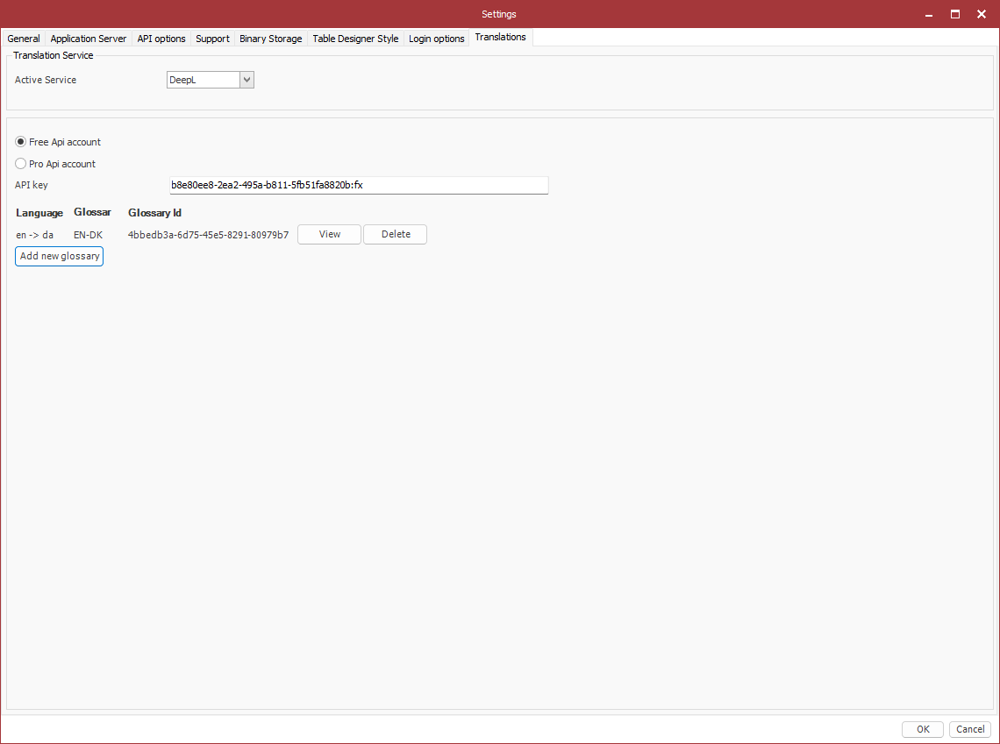 Settings
General Application Server API options Support Binary Storage Table Designer Style Login options Translations
Translation Service
Active Service DeepL
Free Api account
Pro Api account
API key b8e80ee8-2ea2-495a-b811-5fb51fa8820b:fx
Language Glossar Glossary Id
en -> da EN-DK 4bbedb3a-6d75-45e5-8291-80979b7 View Delete
Add new glossary
OK Cancel